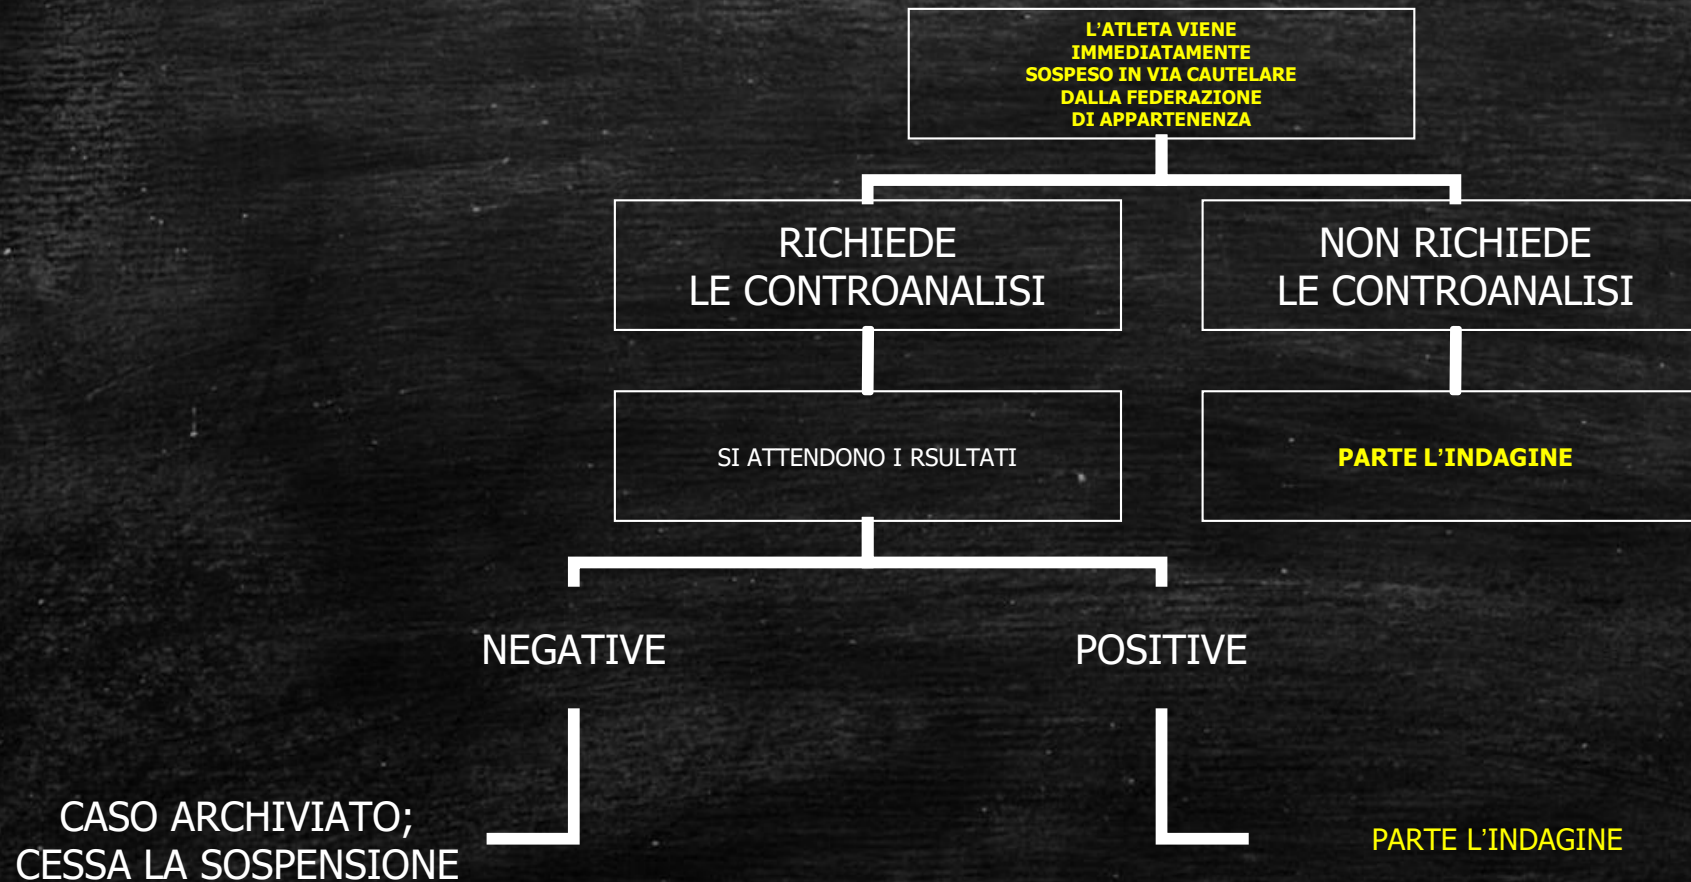 L’ATLETA VIENE
IMMEDIATAMENTE
SOSPESO IN VIA CAUTELARE
DALLA FEDERAZIONE
DI APPARTENENZA
RICHIEDE
LE CONTROANALISI
NON RICHIEDE
LE CONTROANALISI
SI ATTENDONO I RSULTATI
PARTE L’INDAGINE
NEGATIVE
POSITIVE
CASO ARCHIVIATO;
CESSA LA SOSPENSIONE
PARTE L’INDAGINE